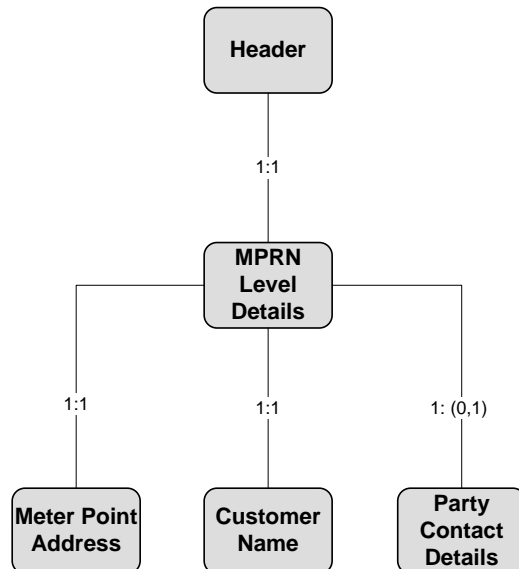 Header
1:1
MPRN
Level
Details
1:1
1:1
1: (0,1)
Meter Point
Address
Customer
Name
Party
Contact
Details